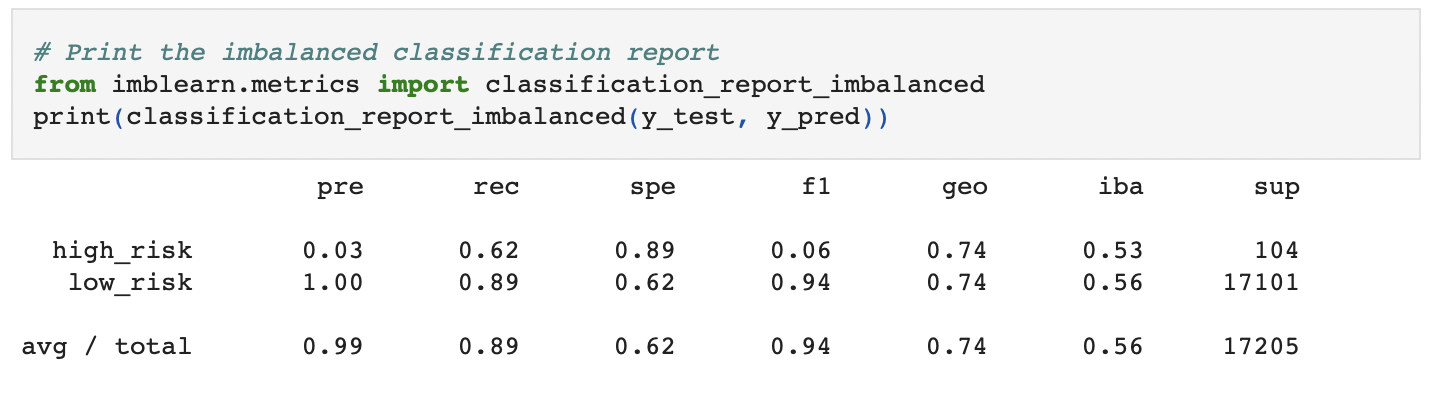 # Print the imbalanced classification report
from imblearn.metrics import classification_report_imbalanced
print(classification_report_imbalanced(y_test, y_pred))
pre rec spe f1 geo iba sup
high_risk 0.03 0.62 0.89 0.06 0.74 0.53 104
low_risk 1.00 0.89 0.62 0.94 0.74 0.56 17101
avg / total 0.99 0.89 0.62 0.94 0.74 0.56 17205